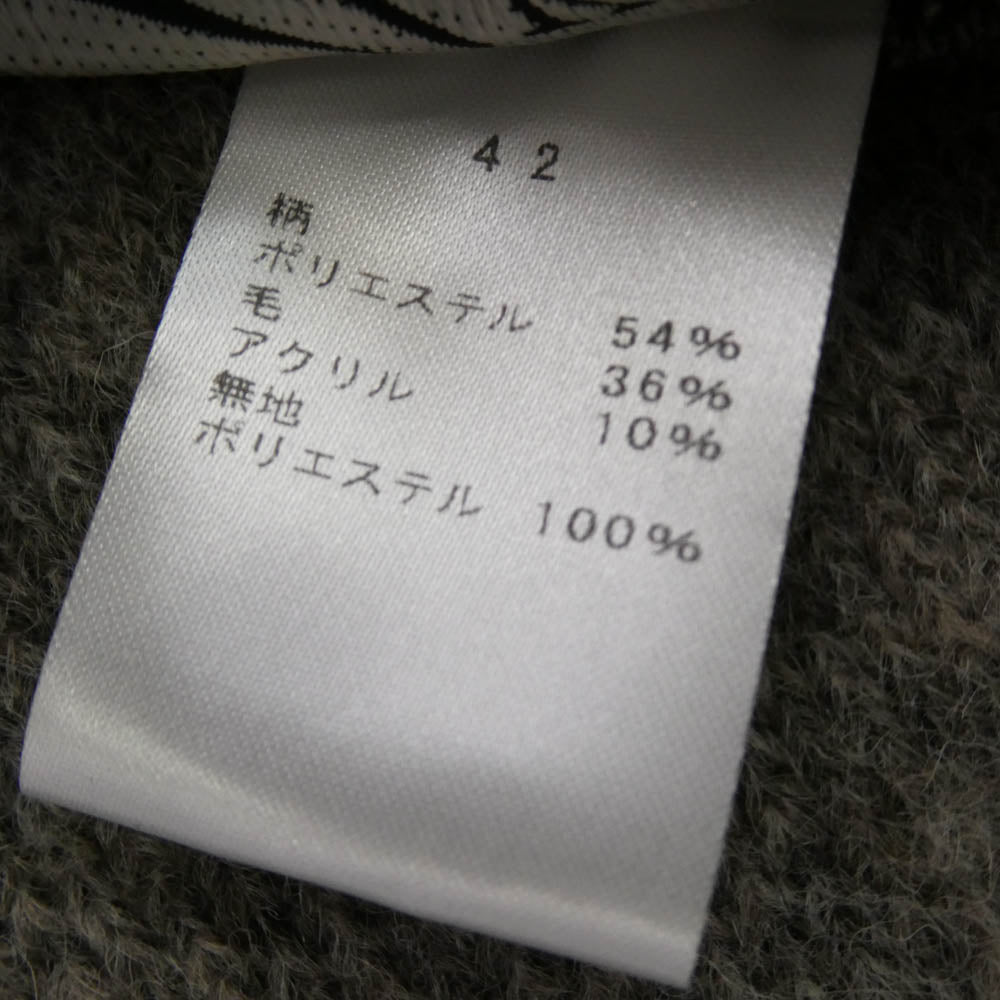 42
柄
ポリエステル 54%
毛 36%
アクリル 10%
無地
ポリエステル 100%